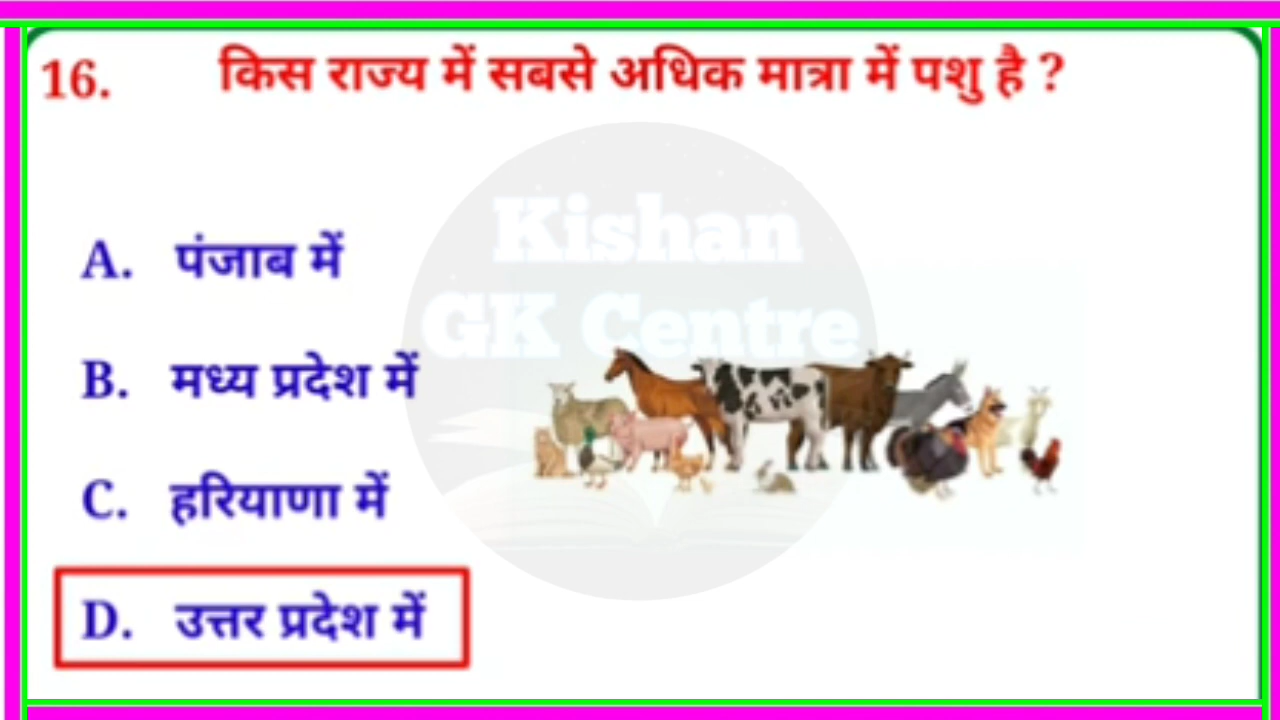 16. किस राज्य में सबसे अधिक मात्रा में पशु है ?
Kishan
GK Centre
A. पंजाब में
B. मध्य प्रदेश में
C. हरियाणा में
D. उत्तर प्रदेश में